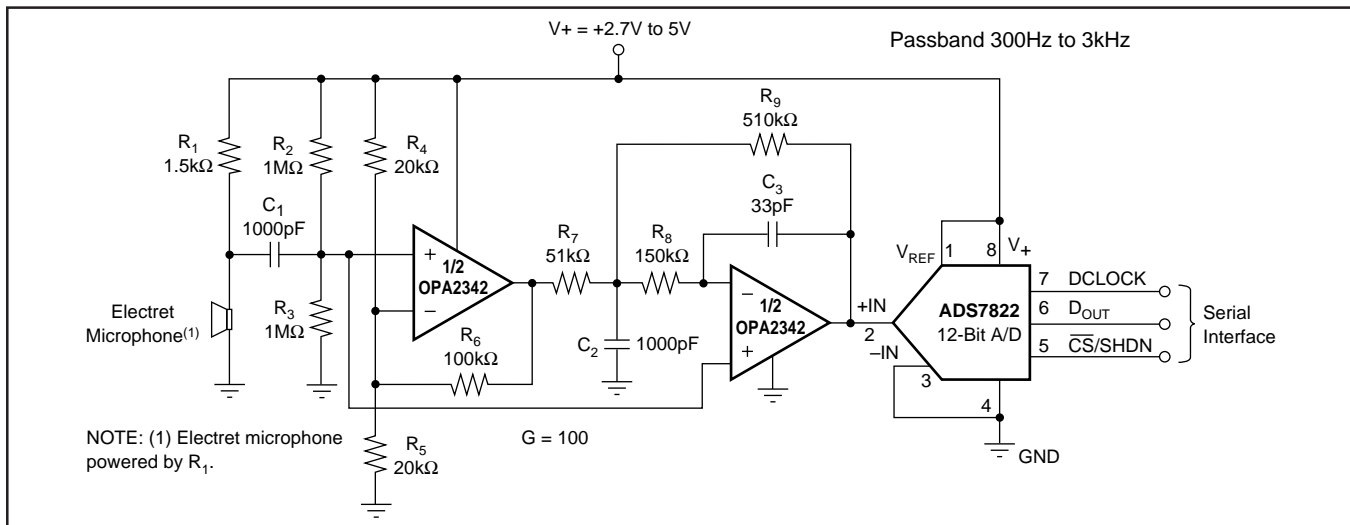 V+ = +2.7V to 5V
Passband 300Hz to 3kHz
R1
1.5kΩ
R2
1MΩ
R4
20kΩ
R9
510kΩ
C1
1000pF
C3
33pF
R7
51kΩ
R8
150kΩ
+
1/2
OPA2342
–
VREF
1
8
V+
7
DCLOCK
6
DOUT
5
CS/SHDN
Serial
Interface
ADS7822
12-Bit A/D
+IN
2
–IN
3
4
–
1/2
OPA2342
+
Electret
Microphone(1)
R3
1MΩ
R6
100kΩ
C2
1000pF
R5
20kΩ
G = 100
GND
NOTE: (1) Electret microphone
powered by R1.